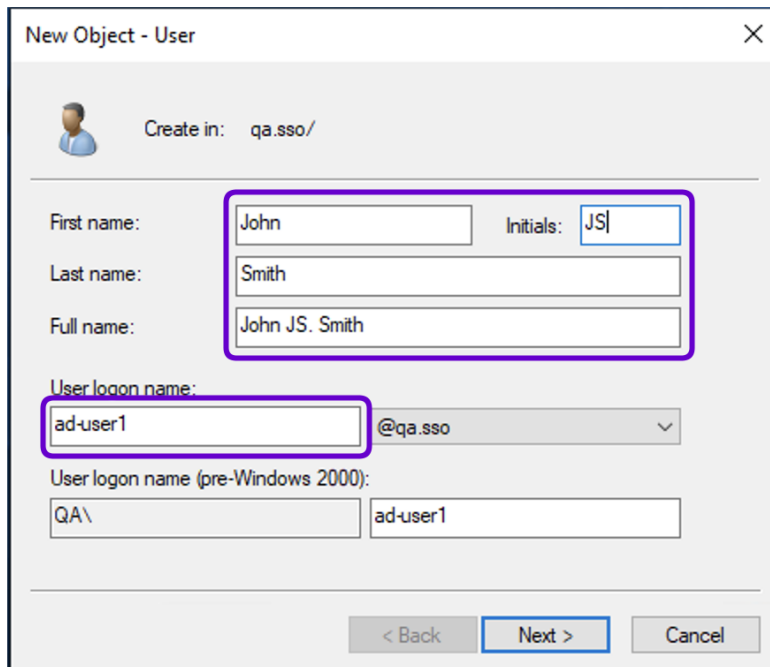 New Object - User
Create in: qa.sso/
First name: John Initials: JS
Last name: Smith
Full name: John JS. Smith
User logon name:
ad-user1 @qa.sso
User logon name (pre-Windows 2000):
QA\ ad-user1
< Back Next > Cancel